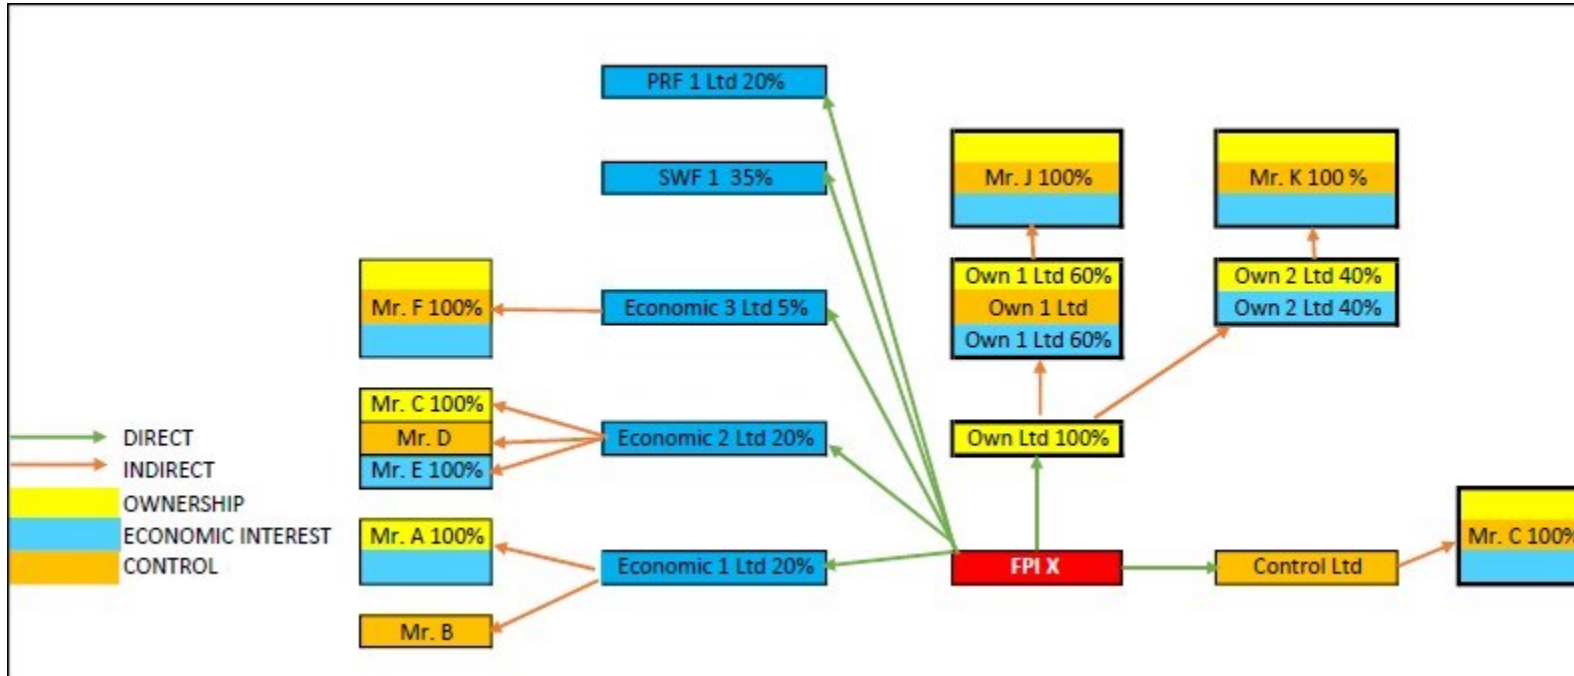 PRF 1 Ltd 20%
SWF 1  35%
Mr. J 100%
Mr. K 100 %
Mr. F 100%
Economic 3 Ltd 5%
Own 1 Ltd 60%
Own 1 Ltd
Own 1 Ltd 60%
Own 2 Ltd 40%
Own 2 Ltd 40%
Mr. C 100%
Mr. D
Mr. E 100%
Economic 2 Ltd 20%
Own Ltd 100%
DIRECT
INDIRECT
OWNERSHIP
ECONOMIC INTEREST
CONTROL
Mr. A 100%
Economic 1 Ltd 20%
FPI X
Control Ltd
Mr. C 100%
Mr. B